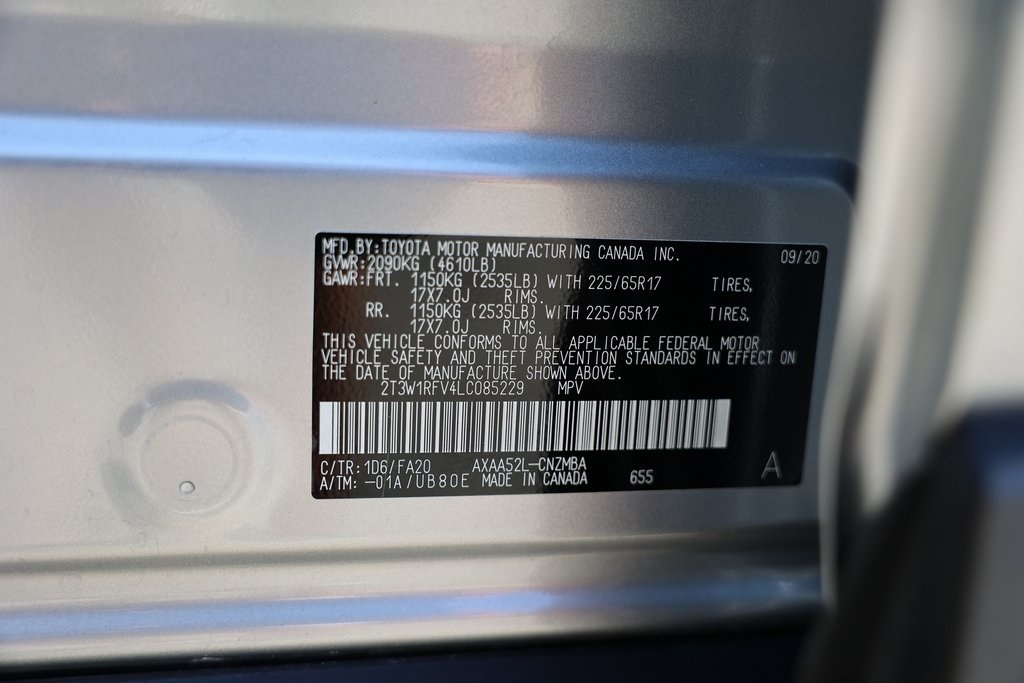 MFD.BY:TOYOTA MOTOR MANUFACTURING CANADA INC. 09/20
GVWR:2090KG (4610LB)
GAWR:FRT. 1150KG (2535LB) WITH 225/65R17 TIRES,
17X7.0J RIMS.
RR. 1150KG (2535LB) WITH 225/65R17 TIRES,
17X7.0J RIMS.
THIS VEHICLE CONFORMS TO ALL APPLICABLE FEDERAL MOTOR
VEHICLE SAFETY AND THEFT PREVENTION STANDARDS IN EFFECT ON
THE DATE OF MANUFACTURE SHOWN ABOVE.
2T3W1RFV4LC085229 MPV
C/TR:1D6/FA20 AXAA52L-CNZMBA
A/TM:-01A/UB80E MADE IN CANADA 655 A